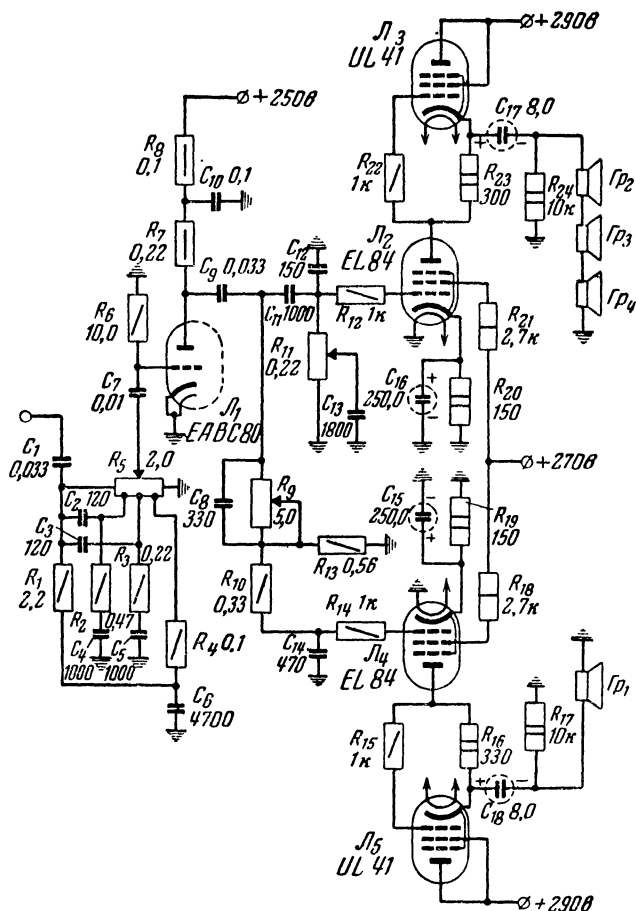 Л3
UL 41
Ø+290в
C17 8,0
R22
1к
R23
300
R24
10к
Гр2
Гр3
Гр4
Ø+250в
R8
0,1
C10 0,1
R7
0,22
C9 0,033
C12
150
Л2
EL84
C11 1000
R12 1к
R6
10,0
R11
0,22
C13
1800
C16
250,0
R20
150
R21
2,7к
Л1
EABC80
C7
0,01
C1
0,033
R5 2,0
Ø+270в
C2 120
C3
120
C8
330
R9
5,0
C15
250,0
R19
150
R1
2,2
R2
0,47
R3 0,22
R13 0,56
R10
0,33
R14 1к
R18
2,7к
C4
1000
C5
1000
R4 0,1
C14
470
Л4
EL84
Гр1
C6
4700
R15
1к
R16
330
R17
10к
C18 8,0
Л5
UL 41
Ø+290в